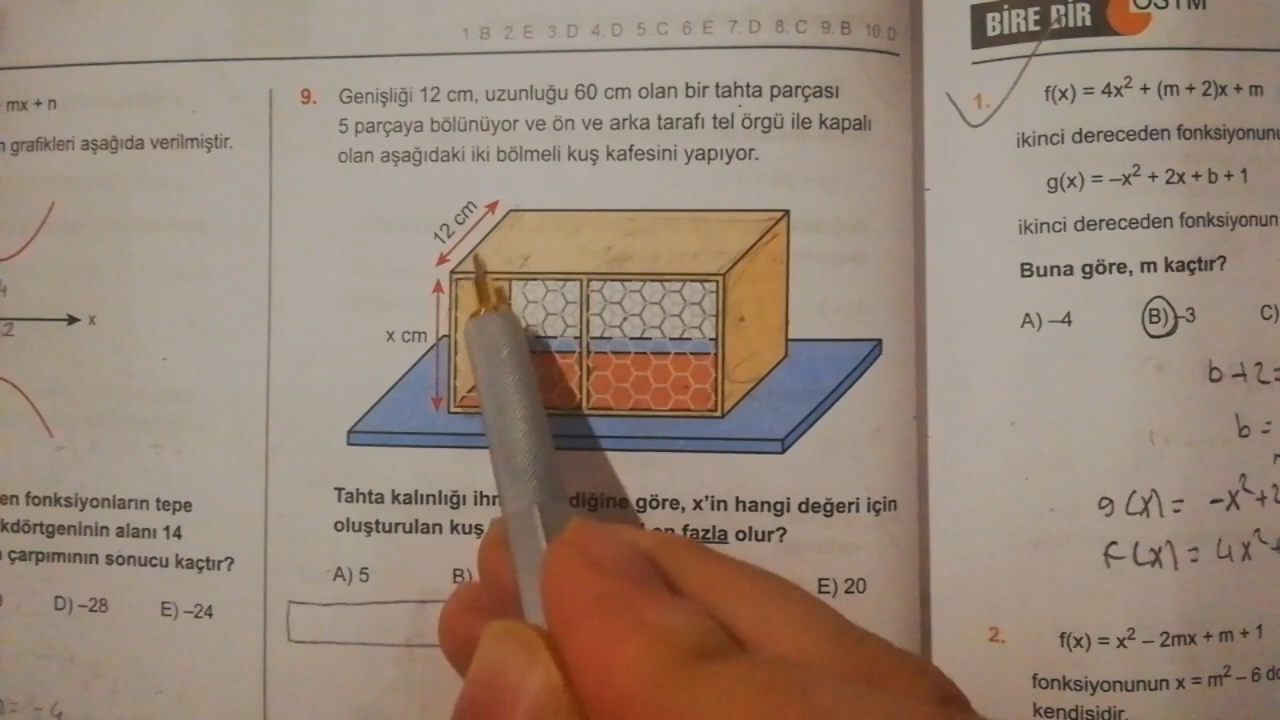 1 B 2 E 3 D 4. D 5. C 6. E 7. D 8. C 9. B 10 D
mx + n
grafikleri aşağıda verilmiştir.
x
2
en fonksiyonların tepe
kdörtgeninin alanı 14
çarpımının sonucu kaçtır?
D) –28 E) –24
9. Genişliği 12 cm, uzunluğu 60 cm olan bir tahta parçası
5 parçaya bölünüyor ve ön ve arka tarafı tel örgü ile kapalı
olan aşağıdaki iki bölmeli kuş kafesini yapıyor.
12 cm
x cm
Tahta kalınlığı göre, x'in hangi değeri için
oluşturulan kuş fazla olur?
A) 5 B) E) 20
BİRE BİR
1. f(x) = 4x² + (m + 2)x + m
ikinci dereceden fonksiyonunu
g(x) = –x² + 2x + b + 1
ikinci dereceden fonksiyonun
Buna göre, m kaçtır?
A) –4 B) –3 C)
b+2=
b =
g(x) = -x²+2
f(x) = 4x²+
2. f(x) = x² – 2mx + m + 1
fonksiyonunun x = m² – 6
kendisidir.